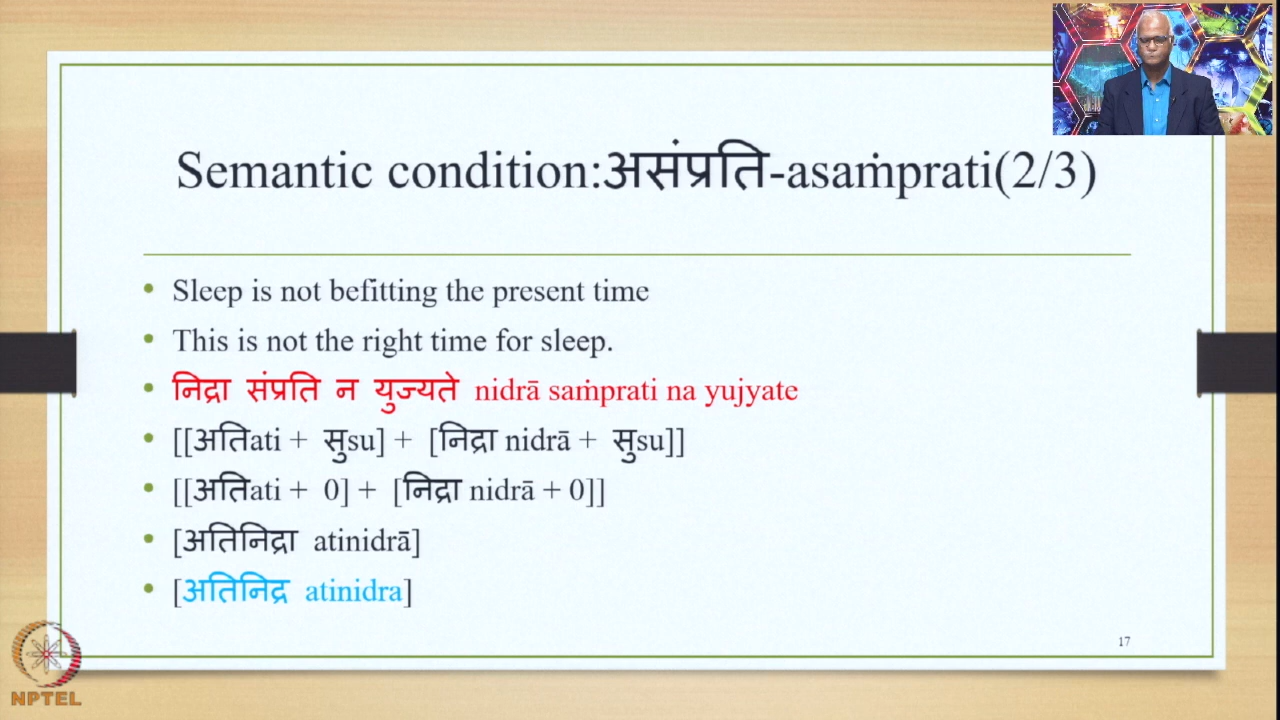 Semantic condition:असंप्रति-asaṁprati(2/3)
• Sleep is not befitting the present time
• This is not the right time for sleep.
• निद्रा संप्रति न युज्यते nidrā saṁprati na yujyate
• [[अतिati + सुsu] + [निद्रा nidrā + सुsu]]
• [[अतिati + 0] + [निद्रा nidrā + 0]]
• [अतिनिद्रा atinidrā]
• [अतिनिद्र atinidra]
17
NPTEL